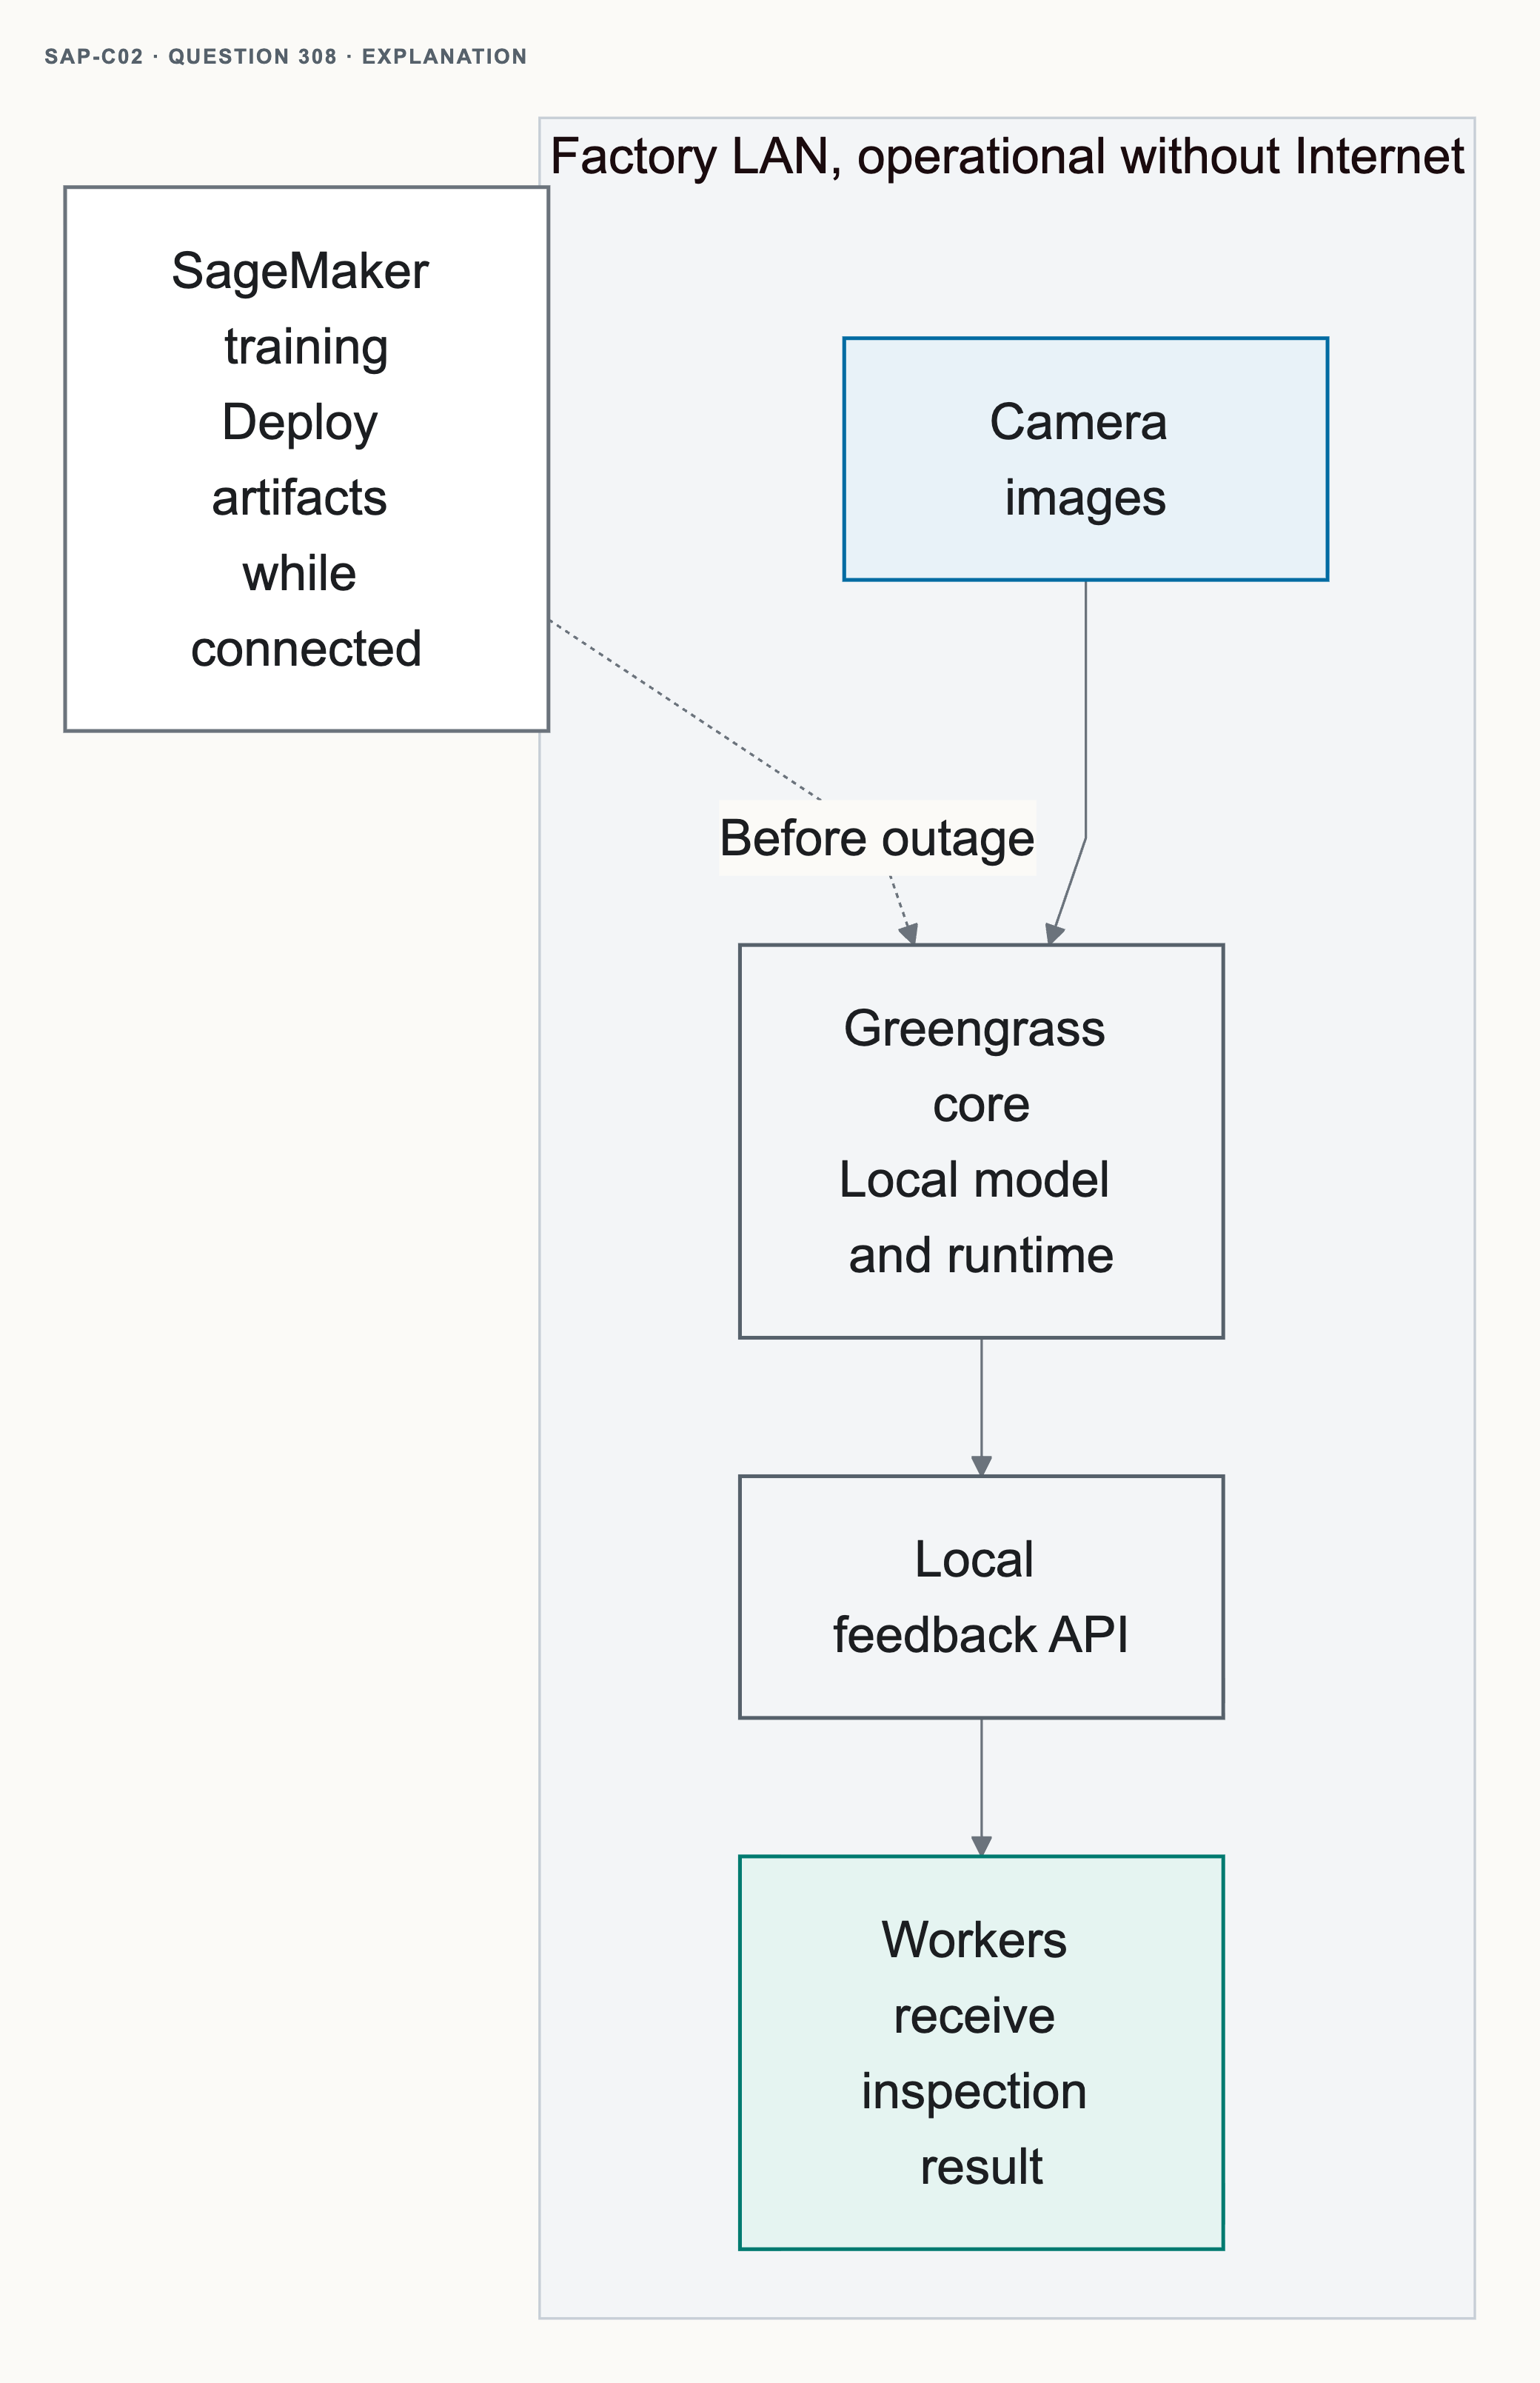 SAP-C02 · QUESTION 308 · EXPLANATION
Factory LAN, operational without Internet
SageMaker
training
Deploy
artifacts
while
connected
Camera
images
Before outage
Greengrass
core
Local model
and runtime
Local
feedback API
Workers
receive
inspection
result